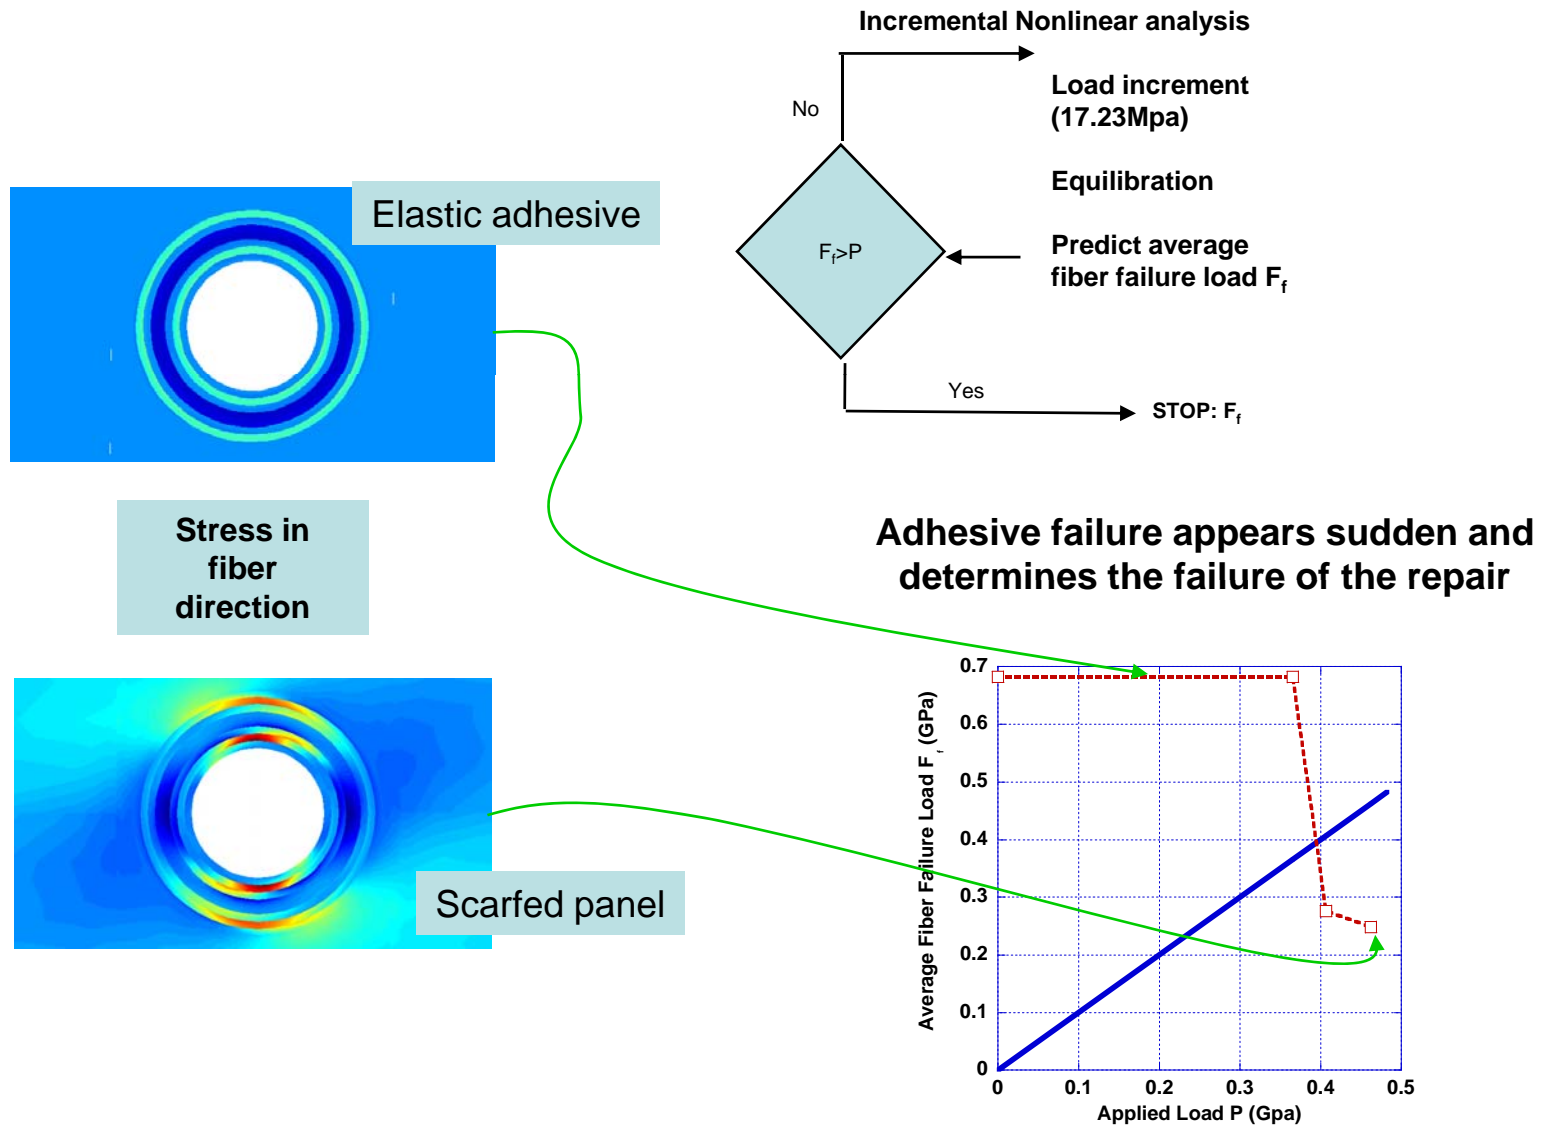 Incremental Nonlinear analysis
No
Load increment
(17.23Mpa)
Equilibration
Predict average
fiber failure load Ff
Ff>P
Yes
STOP: Ff
Elastic adhesive
Stress in
fiber
direction
Scarfed panel
Adhesive failure appears sudden and
determines the failure of the repair
Average Fiber Failure Load Ff (GPa)
0.7
0.6
0.5
0.4
0.3
0.2
0.1
0
0 0.1 0.2 0.3 0.4 0.5
Applied Load P (Gpa)